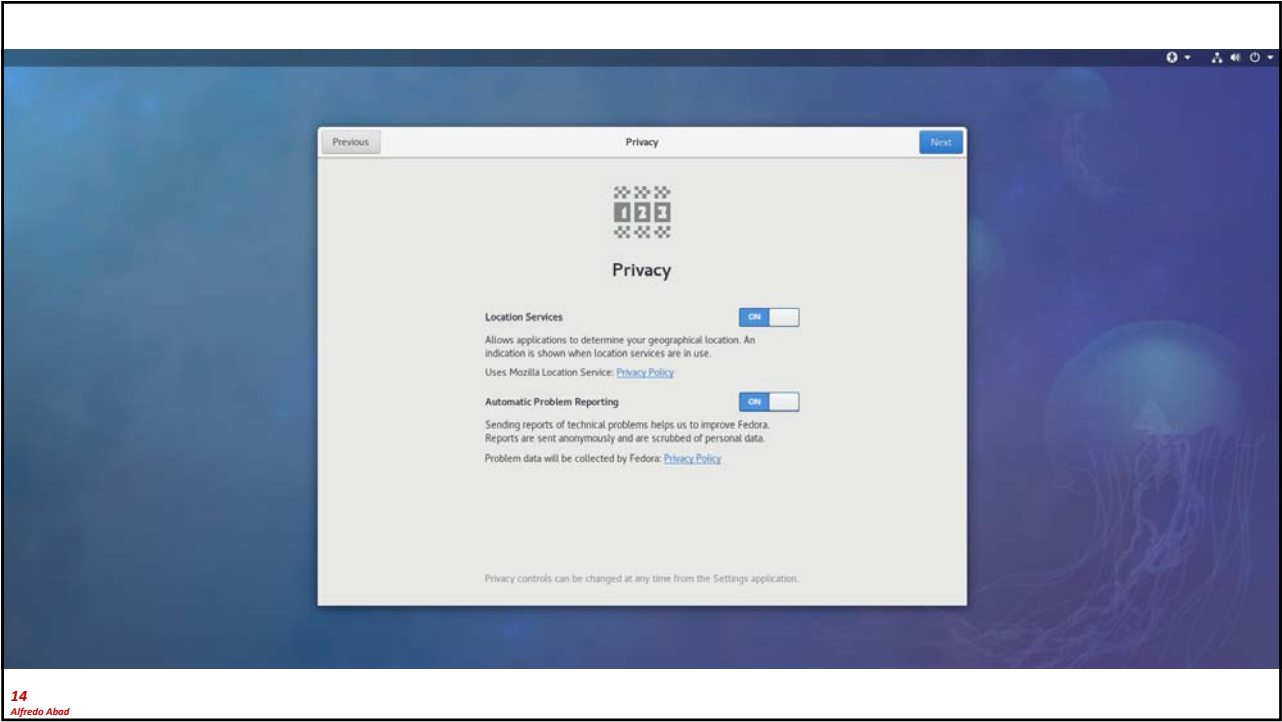 Previous
Privacy
Next
123
Privacy
Location Services
ON
Allows applications to determine your geographical location. An
indication is shown when location services are in use.
Uses Mozilla Location Service: Privacy Policy
Automatic Problem Reporting
ON
Sending reports of technical problems helps us to improve Fedora.
Reports are sent anonymously and are scrubbed of personal data.
Problem data will be collected by Fedora: Privacy Policy
Privacy controls can be changed at any time from the Settings application.
14
Alfredo Abad